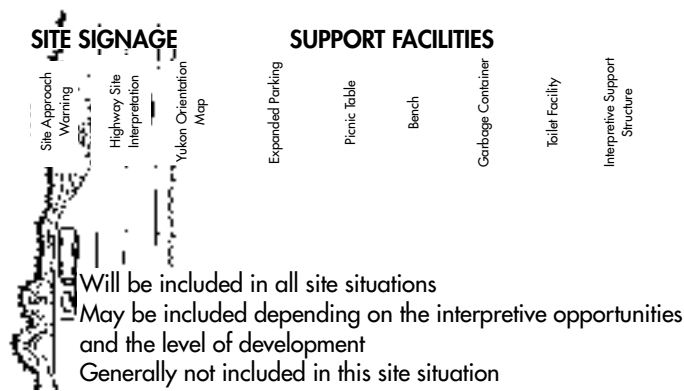 SITE SIGNAGE
SUPPORT FACILITIES
Site Approach
Warning
Highway Site
Interpretation
Yukon Orientation
Map
Expanded Parking
Picnic Table
Bench
Garbage Container
Toilet Facility
Interpretive Support
Structure
Will be included in all site situations
May be included depending on the interpretive opportunities
and the level of development
Generally not included in this site situation